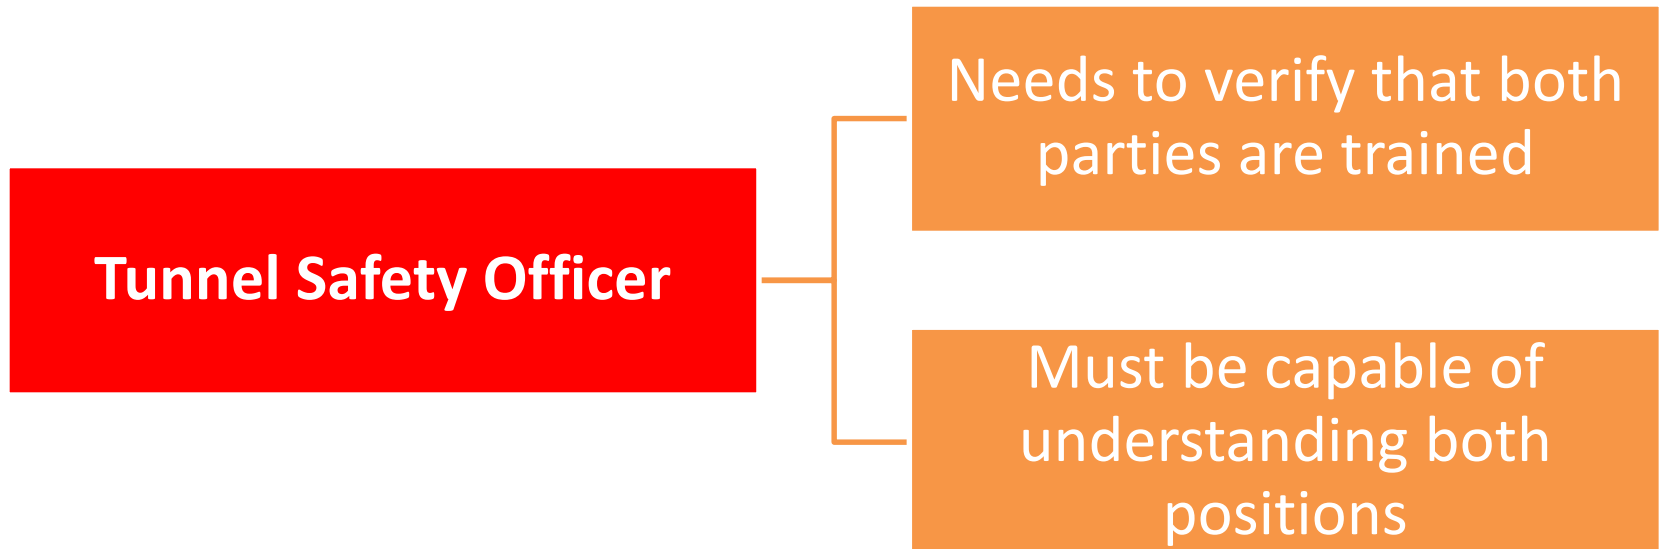 Tunnel Safety Officer
Needs to verify that both
parties are trained
Must be capable of
understanding both
positions